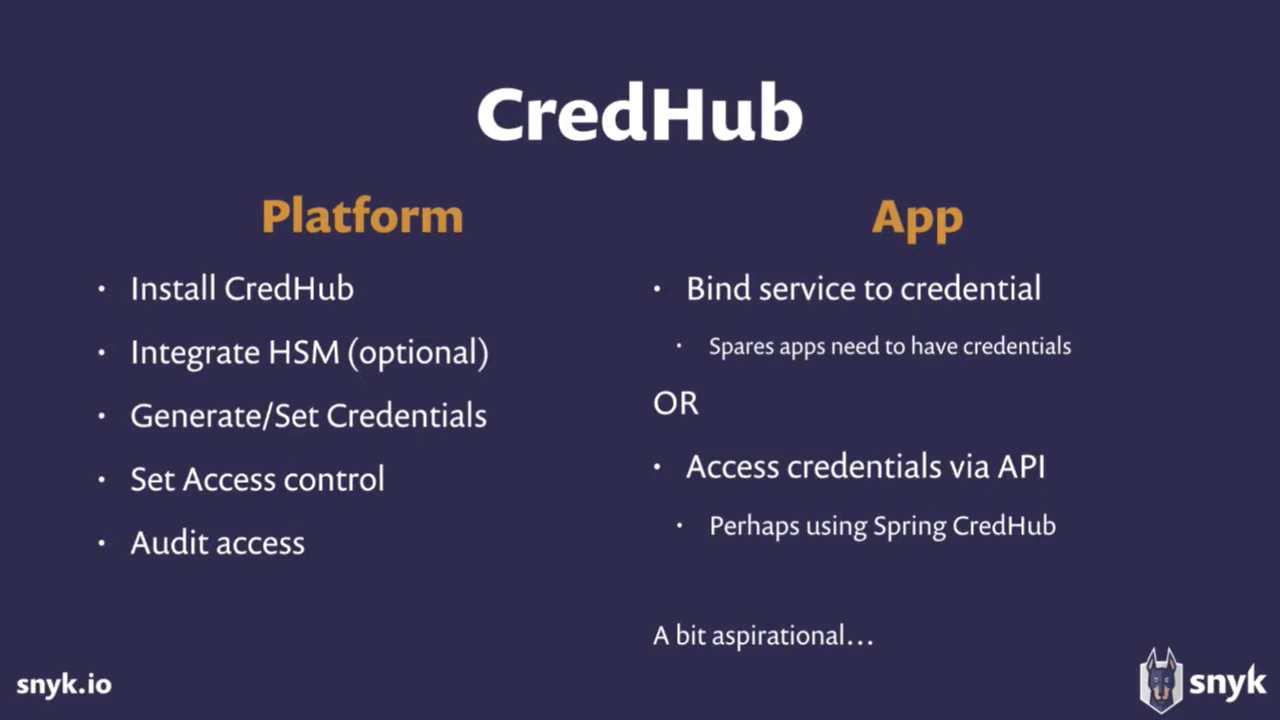 CredHub
Platform
• Install CredHub
• Integrate HSM (optional)
• Generate/Set Credentials
• Set Access control
• Audit access
App
• Bind service to credential
• Spares apps need to have credentials
OR
• Access credentials via API
• Perhaps using Spring CredHub
A bit aspirational...
snyk.io
snyk